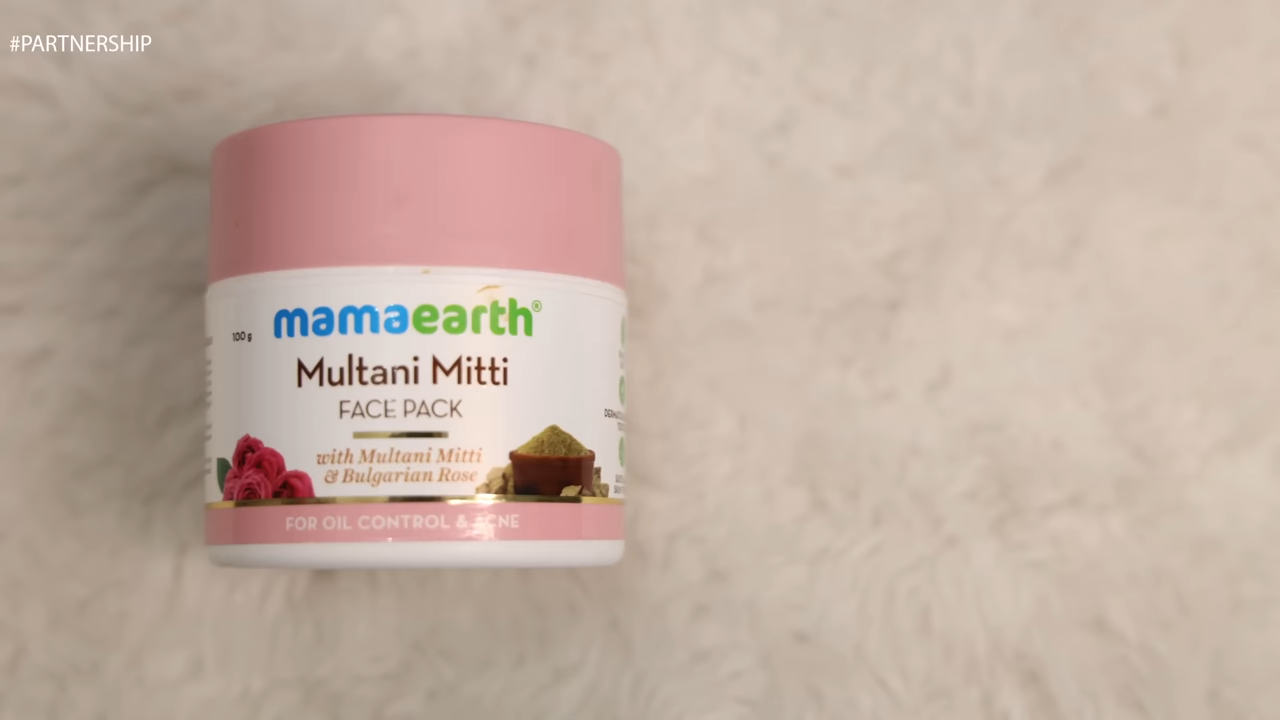 #PARTNERSHIP
mamaearth®
100 g
Multani Mitti
FACE PACK
with Multani Mitti
& Bulgarian Rose
FOR OIL CONTROL & ACNE